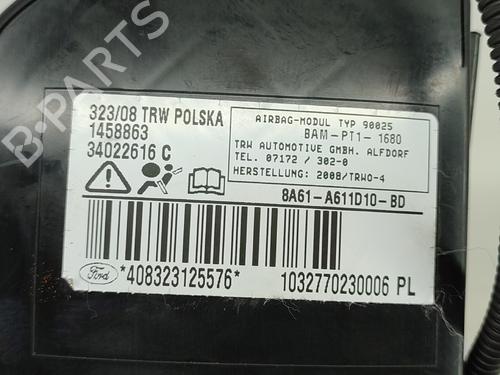 323/08 TRW POLSKA
1458863
34022616 C
AIRBAG-MODUL TYP 90025
BAM-PT1-1680
TRW AUTOMOTIVE GMBH. ALFDORF
TEL. 07172 / 302-0
HERSTELLUNG: 2008/TRWO-4
8A61-A611D10-BD
Ford
*408323125576*
1032770230006 PL